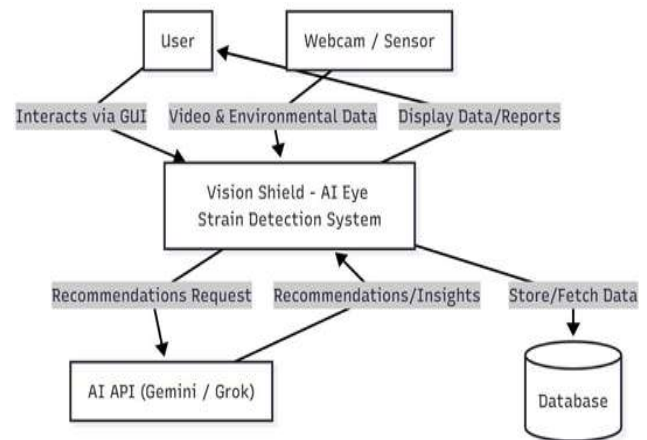 User
Webcam / Sensor
Interacts via GUI
Video & Environmental Data
Display Data/Reports
Vision Shield - AI Eye
Strain Detection System
Recommendations Request
Recommendations/Insights
Store/Fetch Data
AI API (Gemini / Grok)
Database